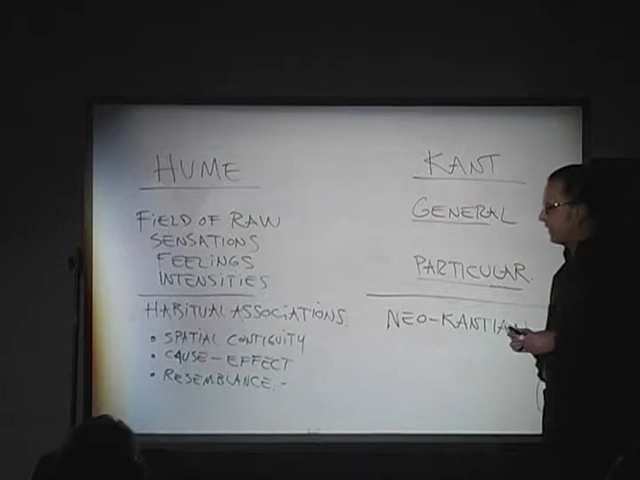 HUME
FIELD OF RAW
SENSATIONS
FEELINGS
INTENSITIES
HABITUAL ASSOCIATIONS.
• SPATIAL CONTIGUITY
• CAUSE-EFFECT
• RESEMBLANCE.-
KANT
GENERAL
PARTICULAR.
NEO-KANTIAN